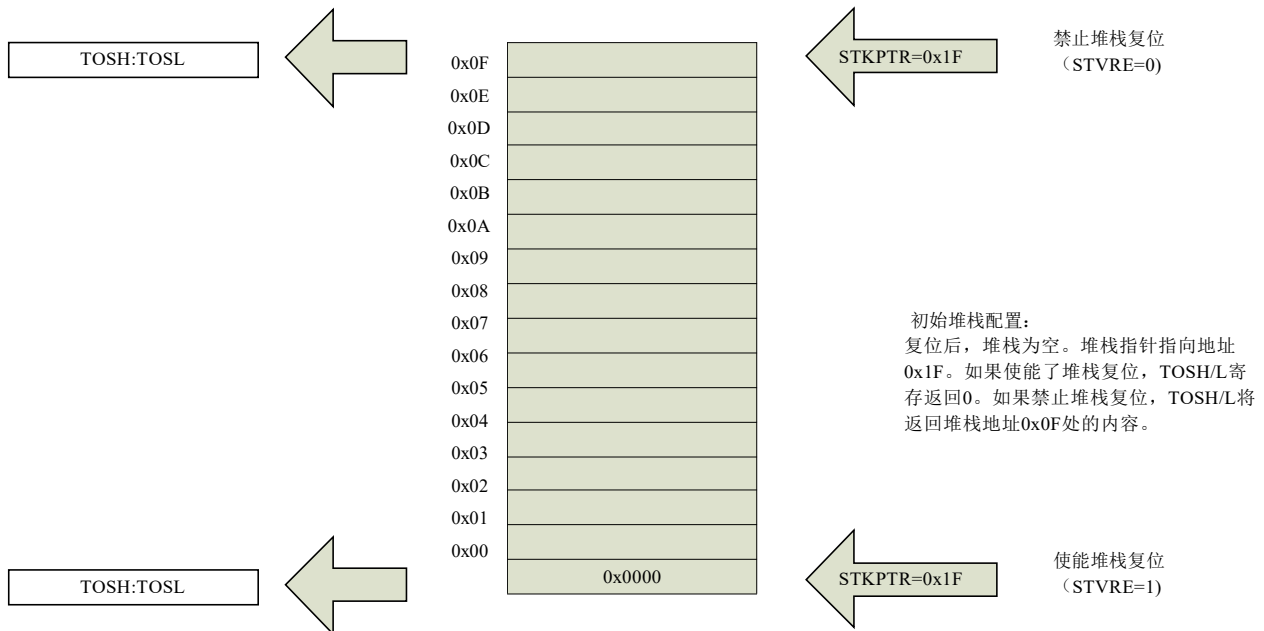 TOSH:TOSL
STKPTR=0x1F
禁止堆栈复位
（STVRE=0)
0x0F
0x0E
0x0D
0x0C
0x0B
0x0A
0x09
0x08
0x07
0x06
0x05
0x04
0x03
0x02
0x01
0x00
初始堆栈配置：
复位后，堆栈为空。堆栈指针指向地址
0x1F。如果使能了堆栈复位，TOSH/L寄
存返回0。如果禁止堆栈复位，TOSH/L将
返回堆栈地址0x0F处的内容。
TOSH:TOSL
0x0000
STKPTR=0x1F
使能堆栈复位
（STVRE=1)